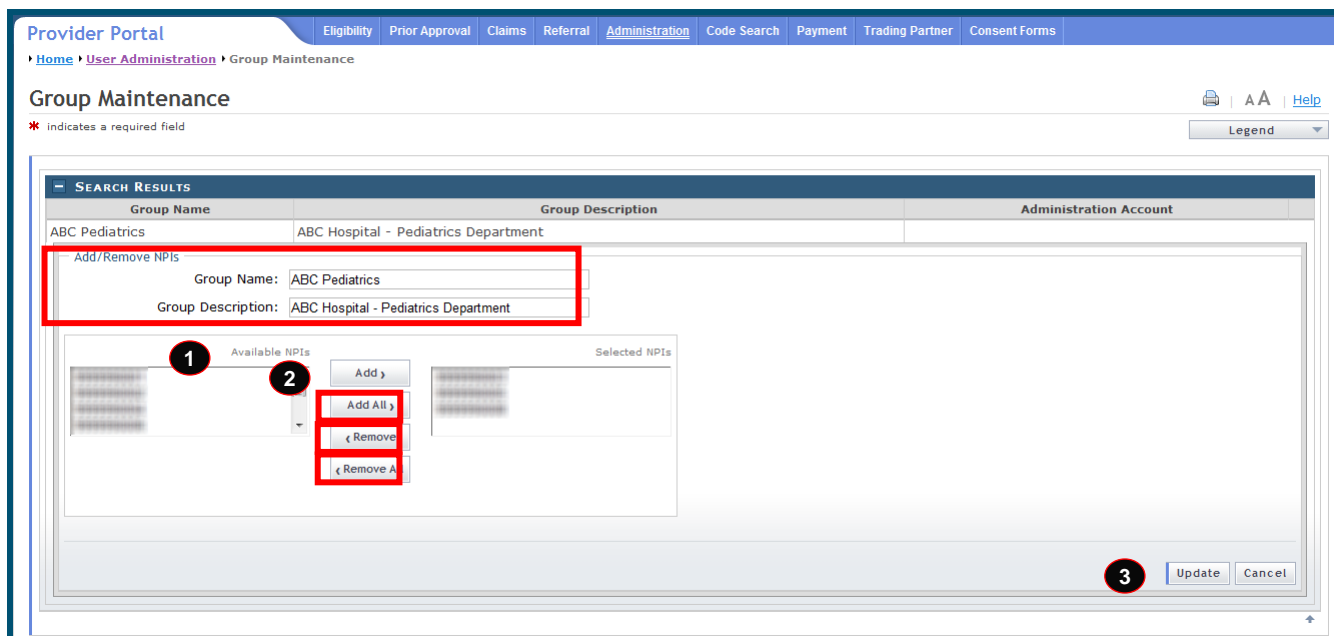 Provider Portal
Eligibility Prior Approval Claims Referral Administration Code Search Payment Trading Partner Consent Forms
Home User Administration Group Maintenance
Group Maintenance
A A Help
* indicates a required field
Legend
SEARCH RESULTS
Group Name Group Description Administration Account
ABC Pediatrics ABC Hospital - Pediatrics Department
Add/Remove NPIs
Group Name: ABC Pediatrics
Group Description: ABC Hospital - Pediatrics Department
1 Available NPIs Selected NPIs
2 Add
Add All
Remove
Remove A
3 Update Cancel